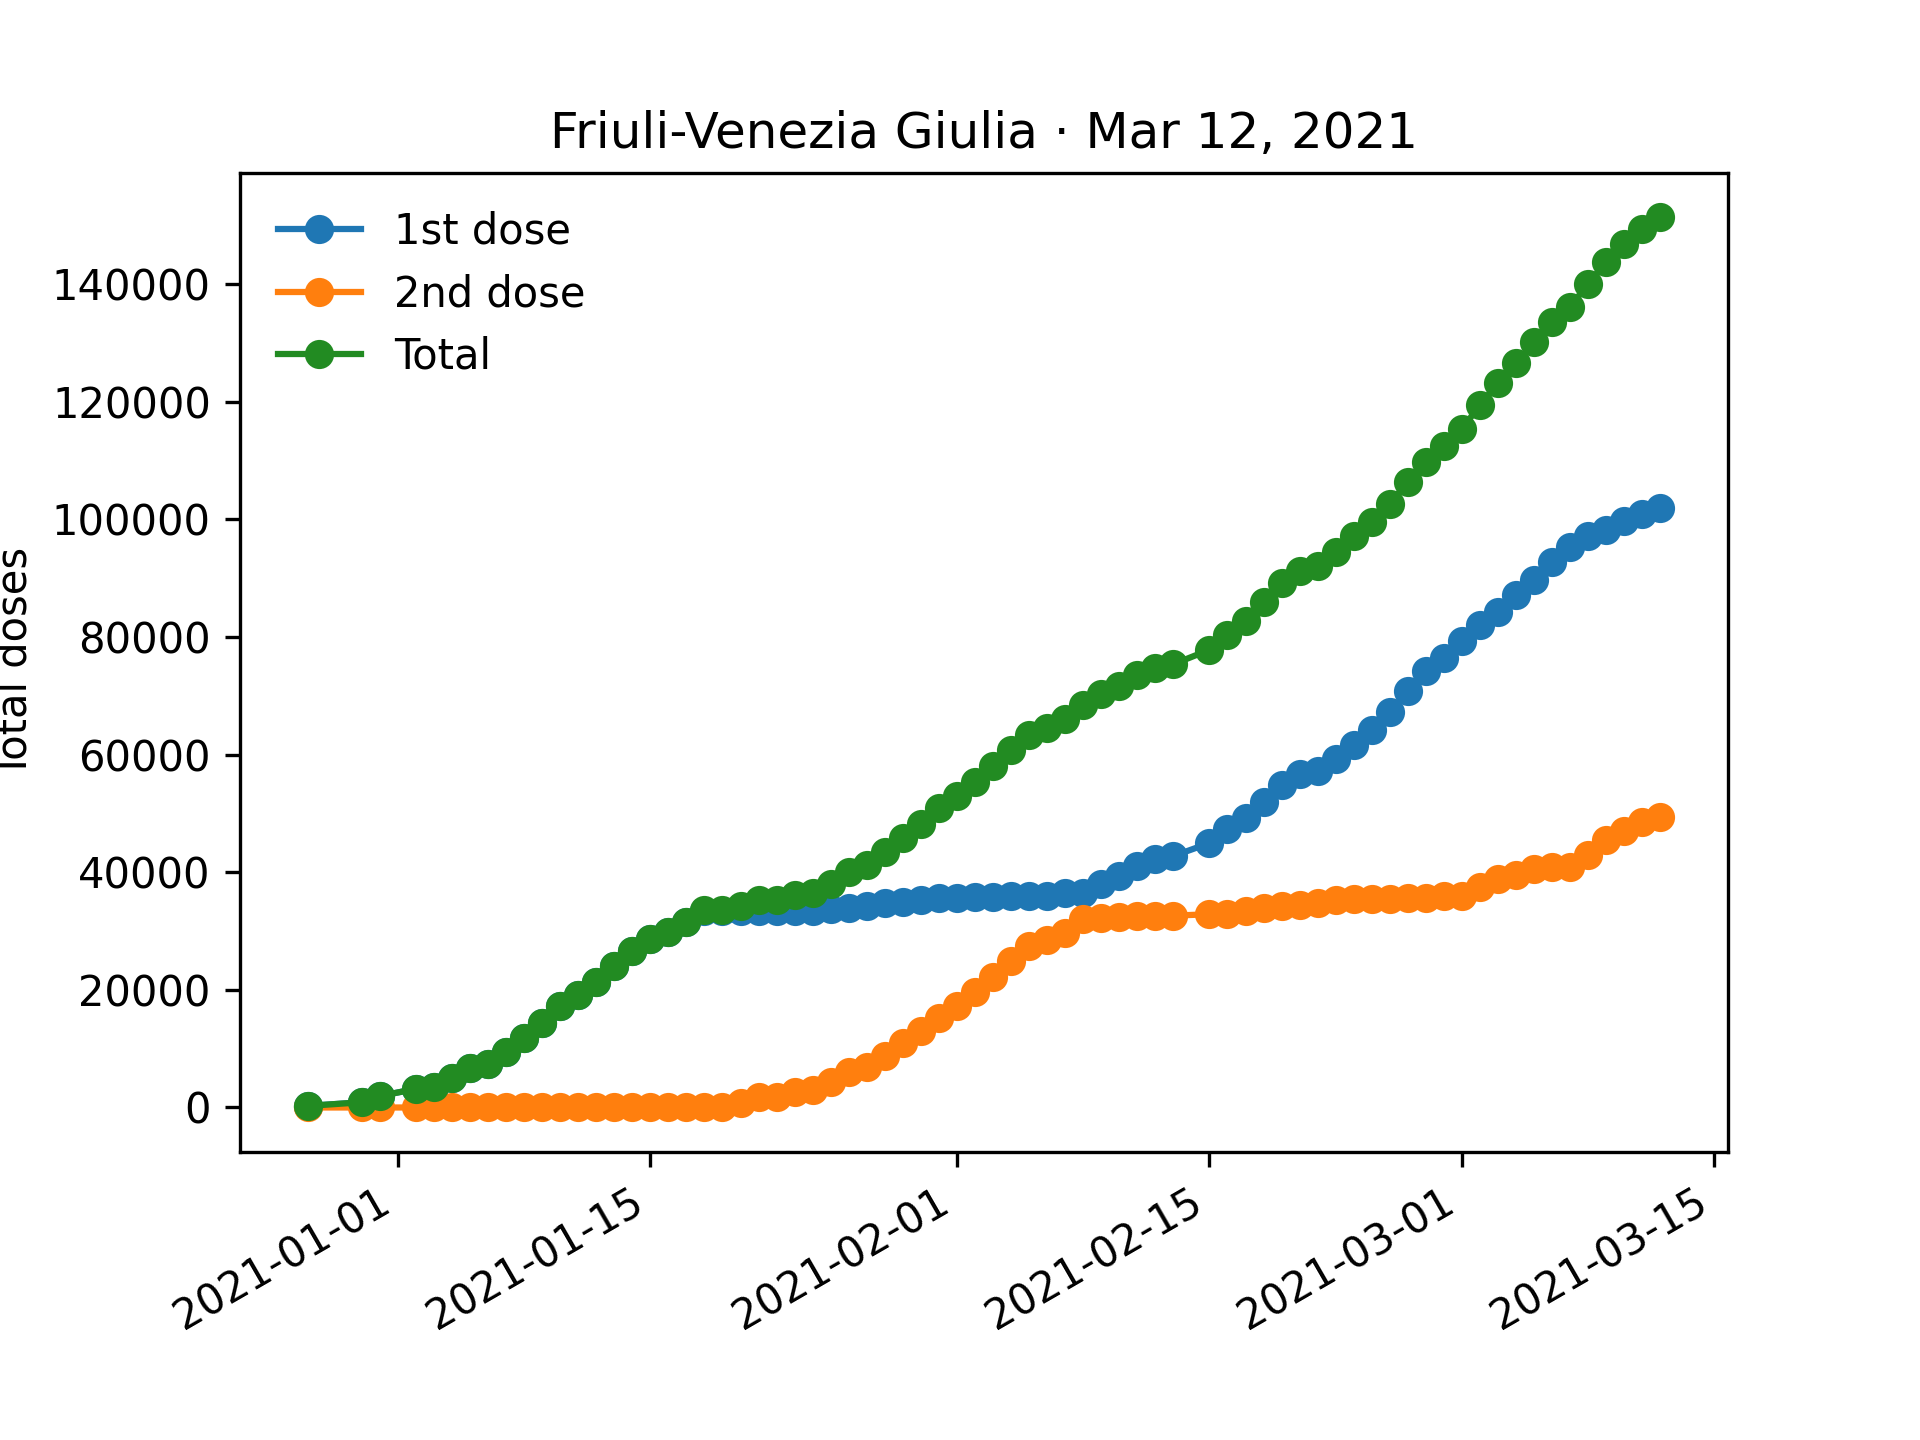 Friuli-Venezia Giulia · Mar 12, 2021
1st dose
2nd dose
Total
140000
120000
100000
80000
60000
40000
20000
0
Total doses
2021-01-01
2021-01-15
2021-02-01
2021-02-15
2021-03-01
2021-03-15